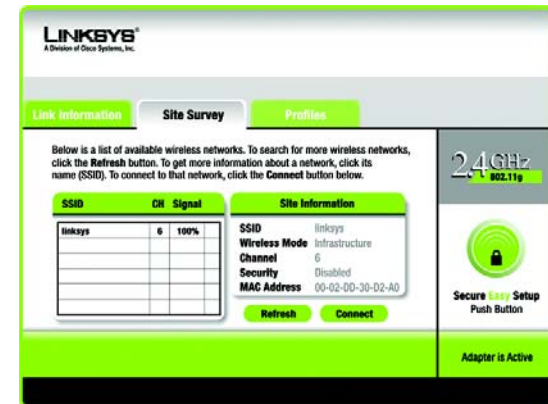 LINKSYS®
A Division of Cisco Systems, Inc.
Link Information
Site Survey
Profiles
Below is a list of available wireless networks. To search for more wireless networks,
click the Refresh button. To get more information about a network, click its
name (SSID). To connect to that network, click the Connect button below.
SSID CH Signal
linksys 6 100%
Site Information
SSID linksys
Wireless Mode Infrastructure
Channel 6
Security Disabled
MAC Address 00-02-DD-30-D2-A0
Refresh
Connect
2.4GHz
802.11g
Secure Easy Setup
Push Button
Adapter is Active